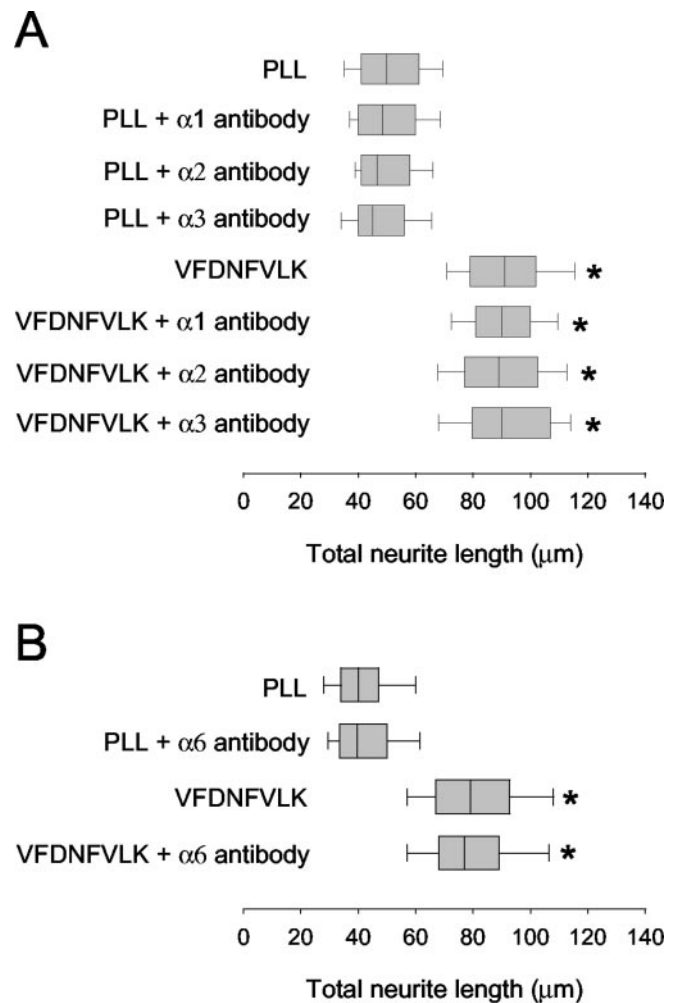 A
PLL
PLL + α1 antibody
PLL + α2 antibody
PLL + α3 antibody
VFDNFVLK
*
VFDNFVLK + α1 antibody
*
VFDNFVLK + α2 antibody
*
VFDNFVLK + α3 antibody
*
0 20 40 60 80 100 120 140
Total neurite length (μm)
B
PLL
PLL + α6 antibody
VFDNFVLK
*
VFDNFVLK + α6 antibody
*
0 20 40 60 80 100 120 140
Total neurite length (μm)